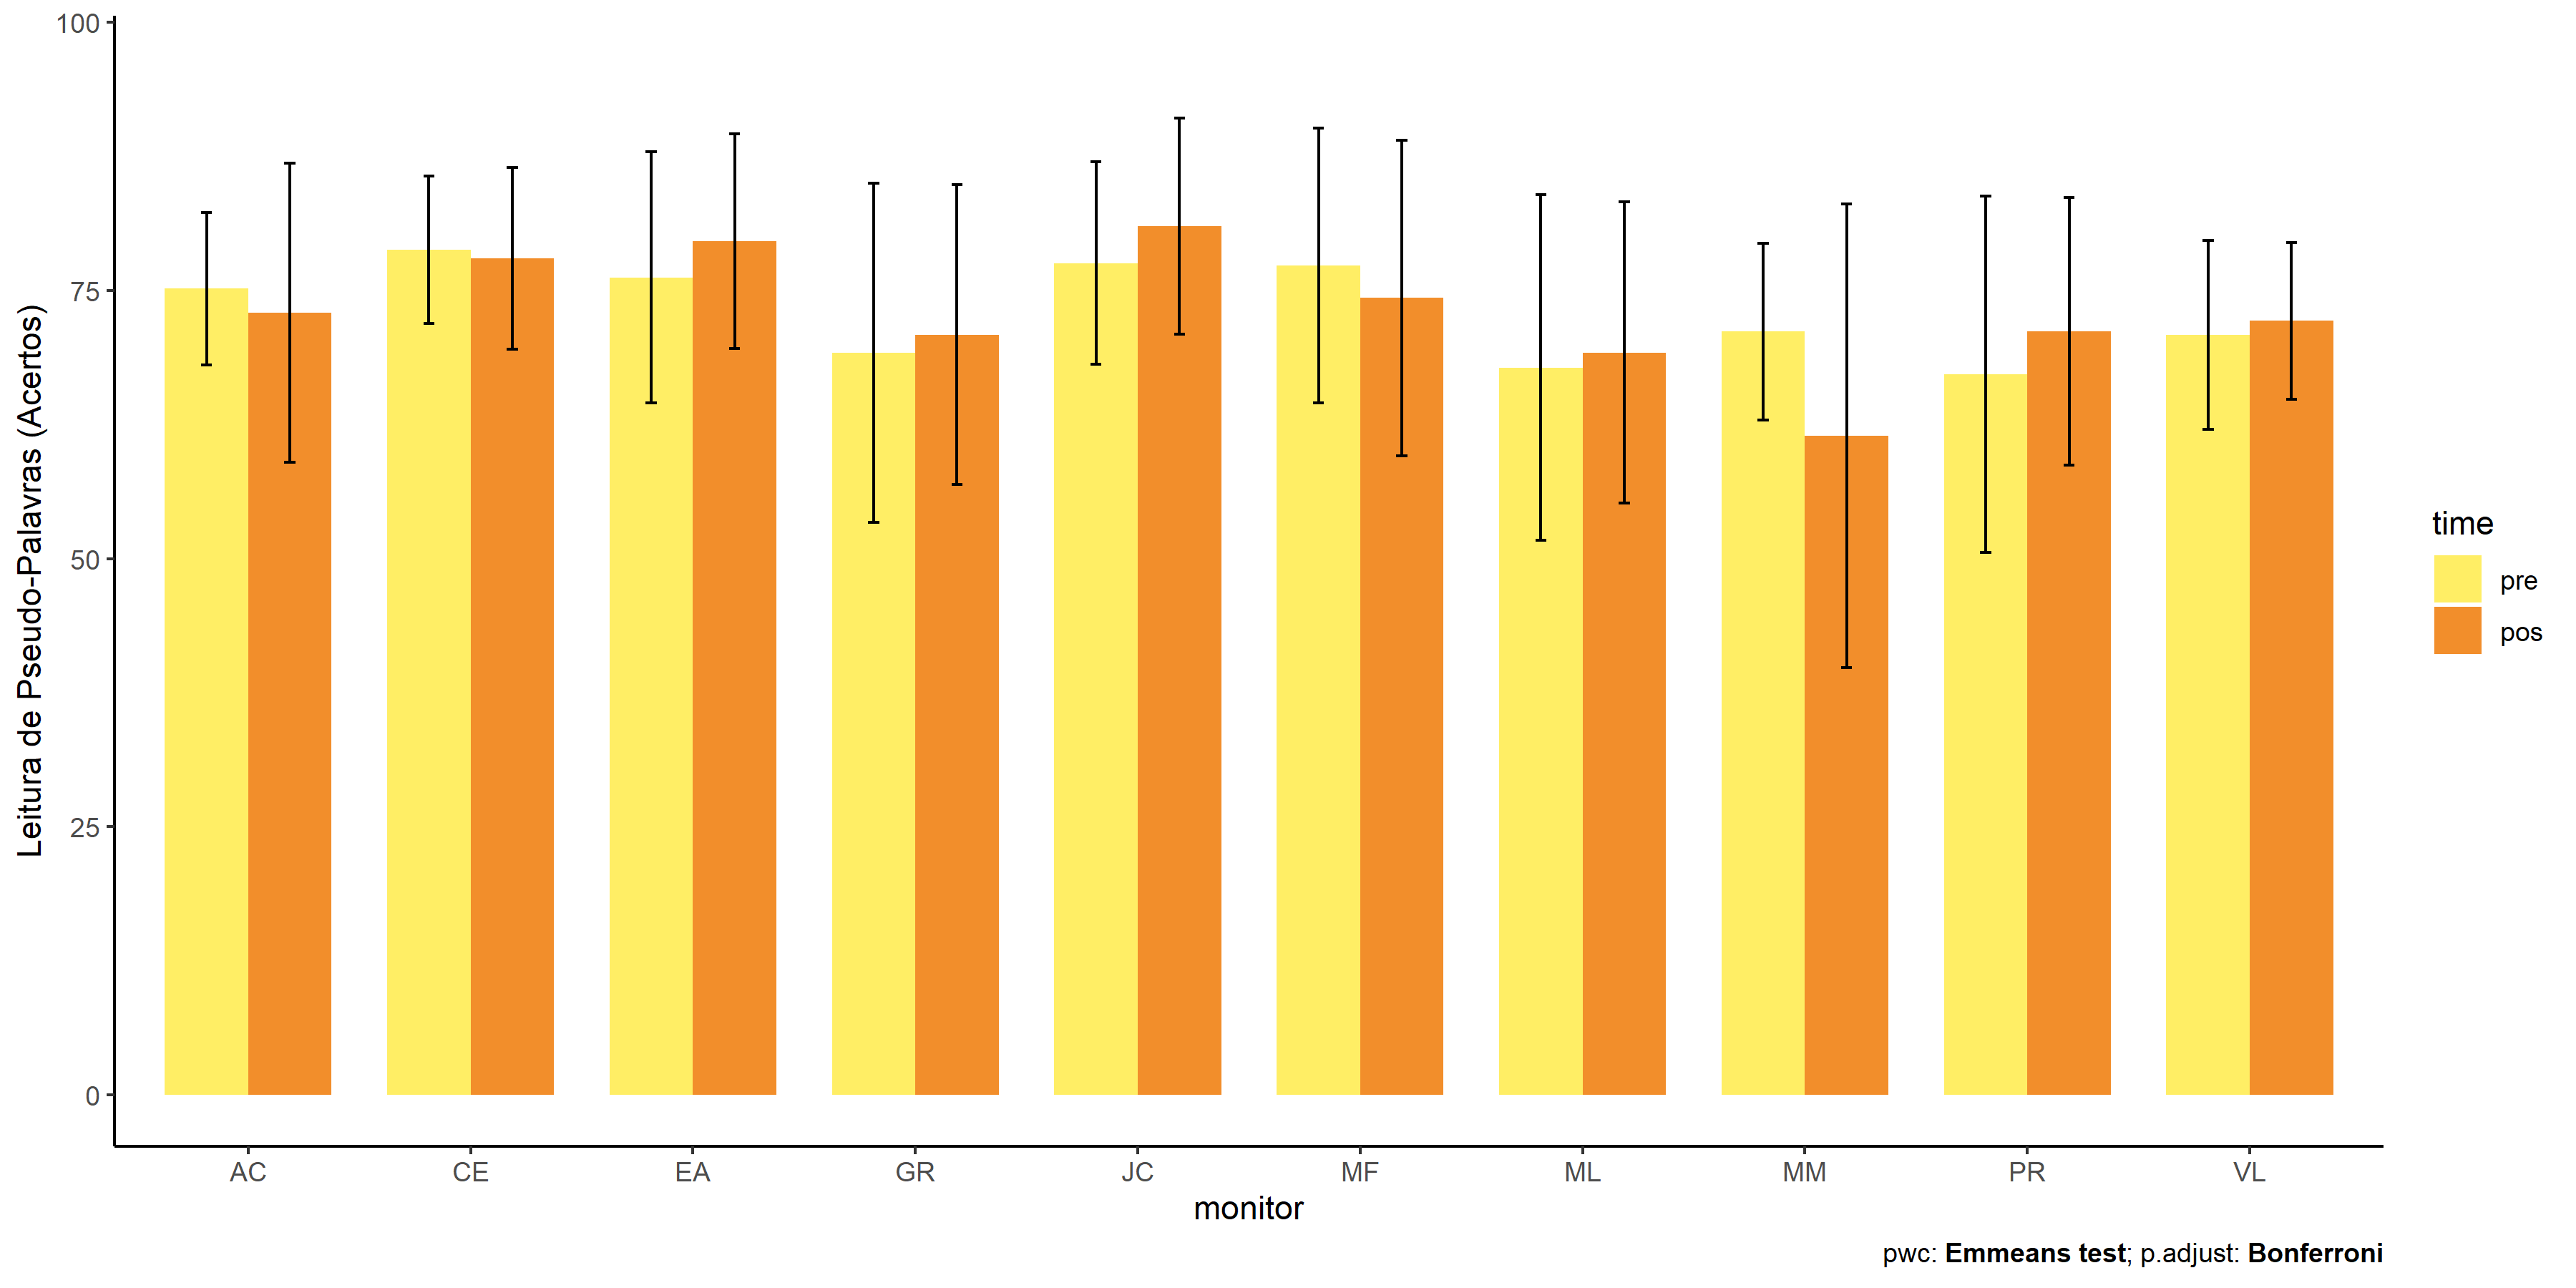 Leitura de Pseudo-Palavras (Acertos)
100
75
50
25
0
AC CE EA GR JC MF ML MM PR VL
monitor
time
pre
pos
pwc: Emmeans test; p.adjust: Bonferroni